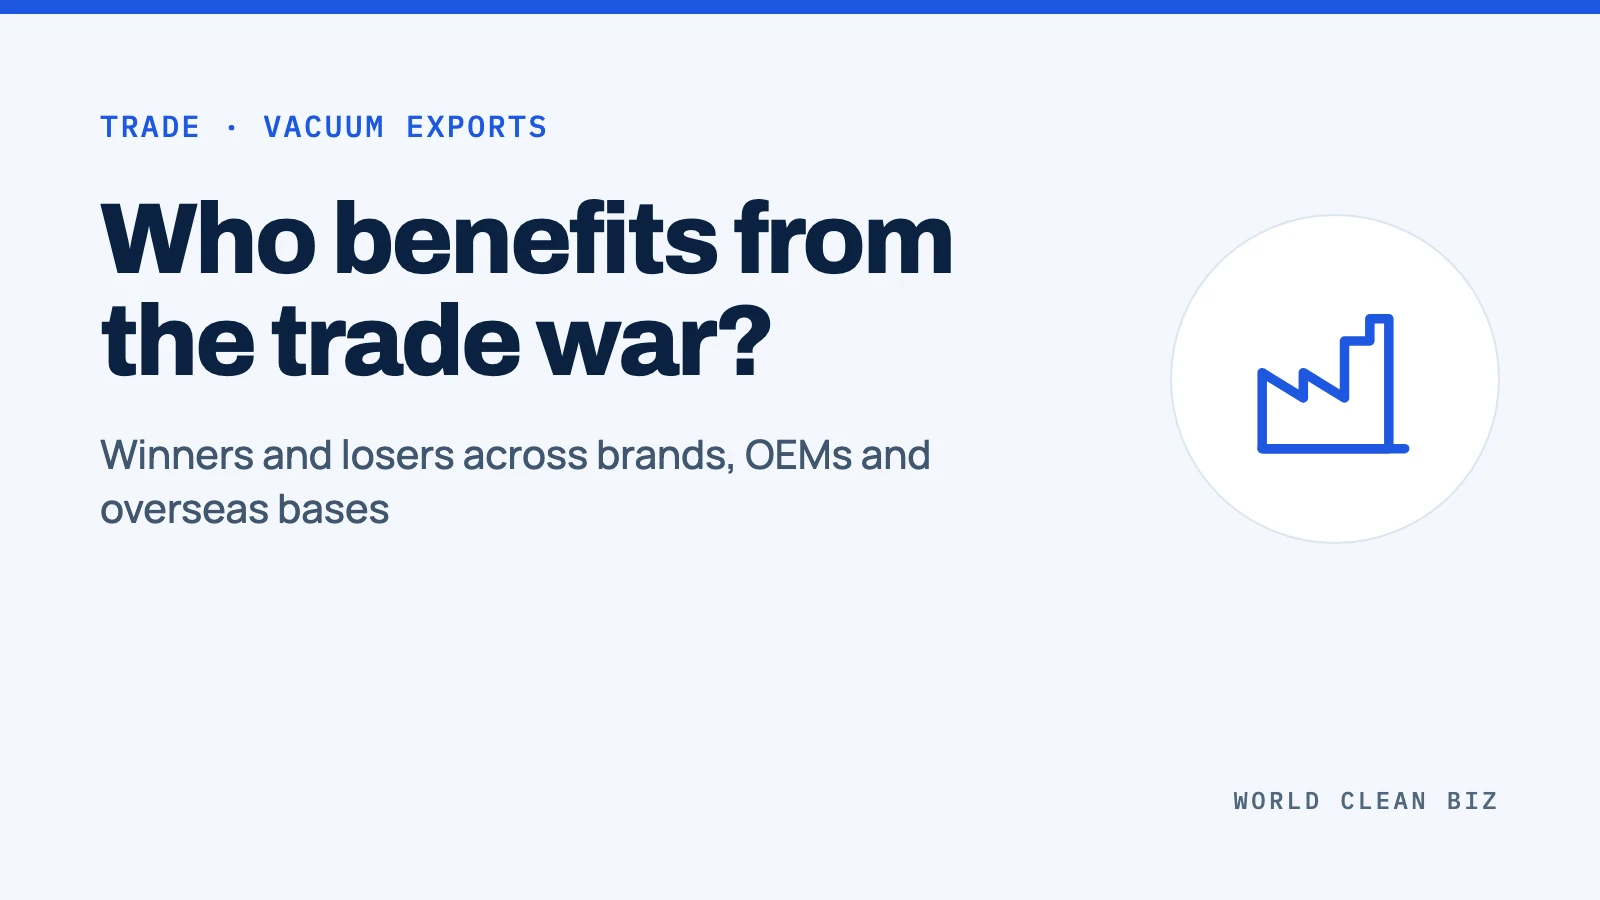 TRADE · VACUUM EXPORTS
Who benefits from
the trade war?
Winners and losers across brands, OEMs and
overseas bases
WORLD CLEAN BIZ